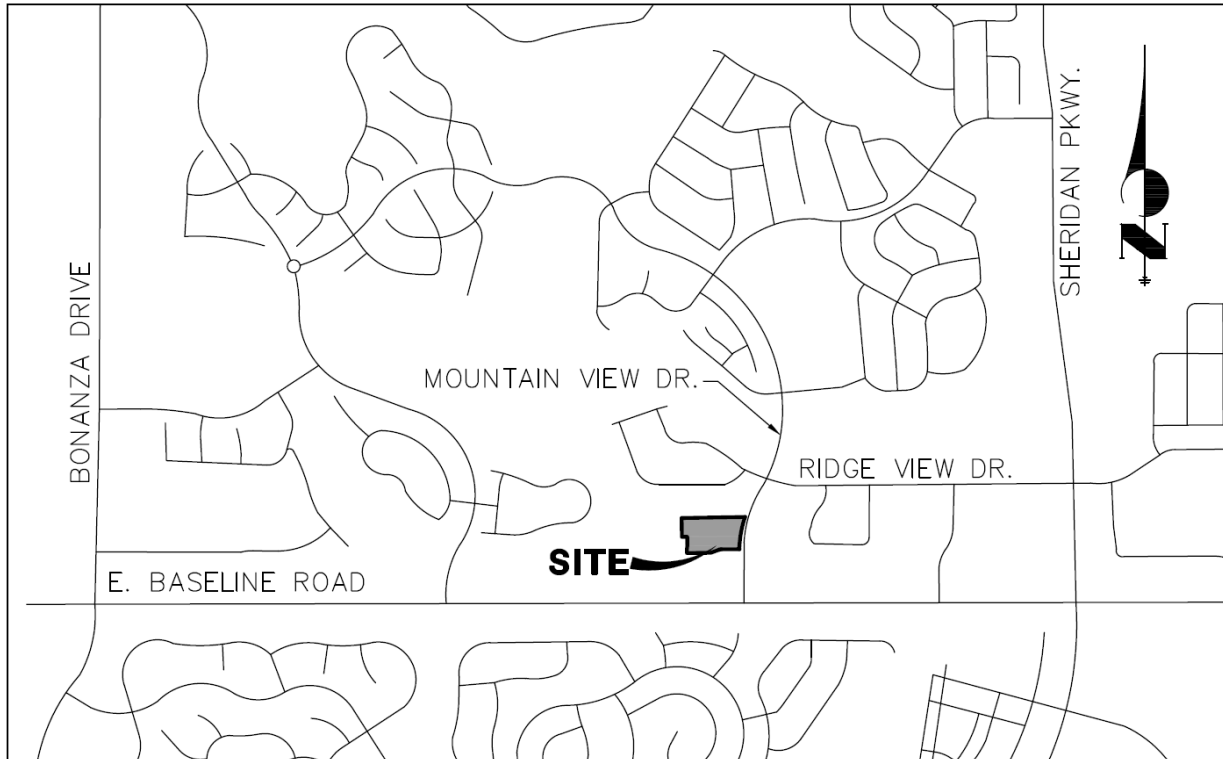 SHERIDAN PKWY.
N
BONANZA DRIVE
MOUNTAIN VIEW DR.
RIDGE VIEW DR.
SITE
E. BASELINE ROAD